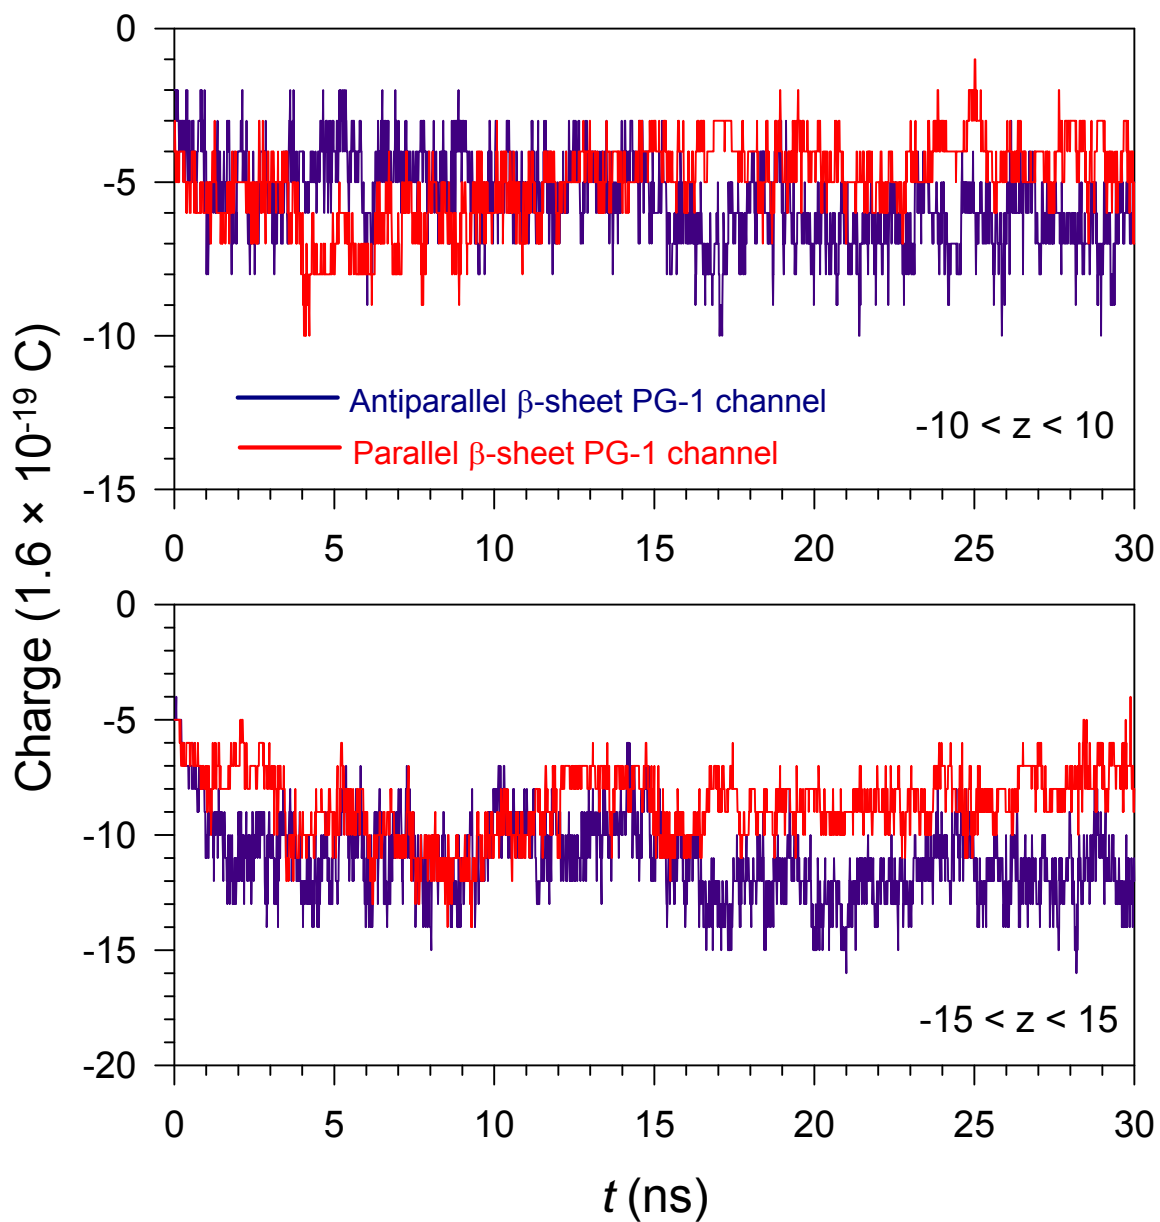 Charge (1.6 × 10⁻¹⁹ C)
0
-5
-10
-15
Antiparallel β-sheet PG-1 channel
Parallel β-sheet PG-1 channel
-10 < z < 10
0 5 10 15 20 25 30
0
-5
-10
-15
-20
-15 < z < 15
0 5 10 15 20 25 30
t (ns)